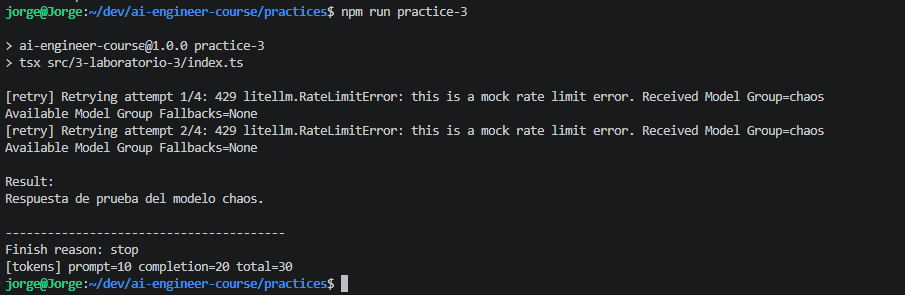 jorge@Jorge:~/dev/ai-engineer-course/practices$ npm run practice-3
> ai-engineer-course@1.0.0 practice-3
> tsx src/3-laboratorio-3/index.ts
[retry] Retrying attempt 1/4: 429 litellm.RateLimitError: this is a mock rate limit error. Received Model Group=chaos
Available Model Group Fallbacks=None
[retry] Retrying attempt 2/4: 429 litellm.RateLimitError: this is a mock rate limit error. Received Model Group=chaos
Available Model Group Fallbacks=None
Result:
Respuesta de prueba del modelo chaos.
----------------------------------------
Finish reason: stop
[tokens] prompt=10 completion=20 total=30
jorge@Jorge:~/dev/ai-engineer-course/practices$